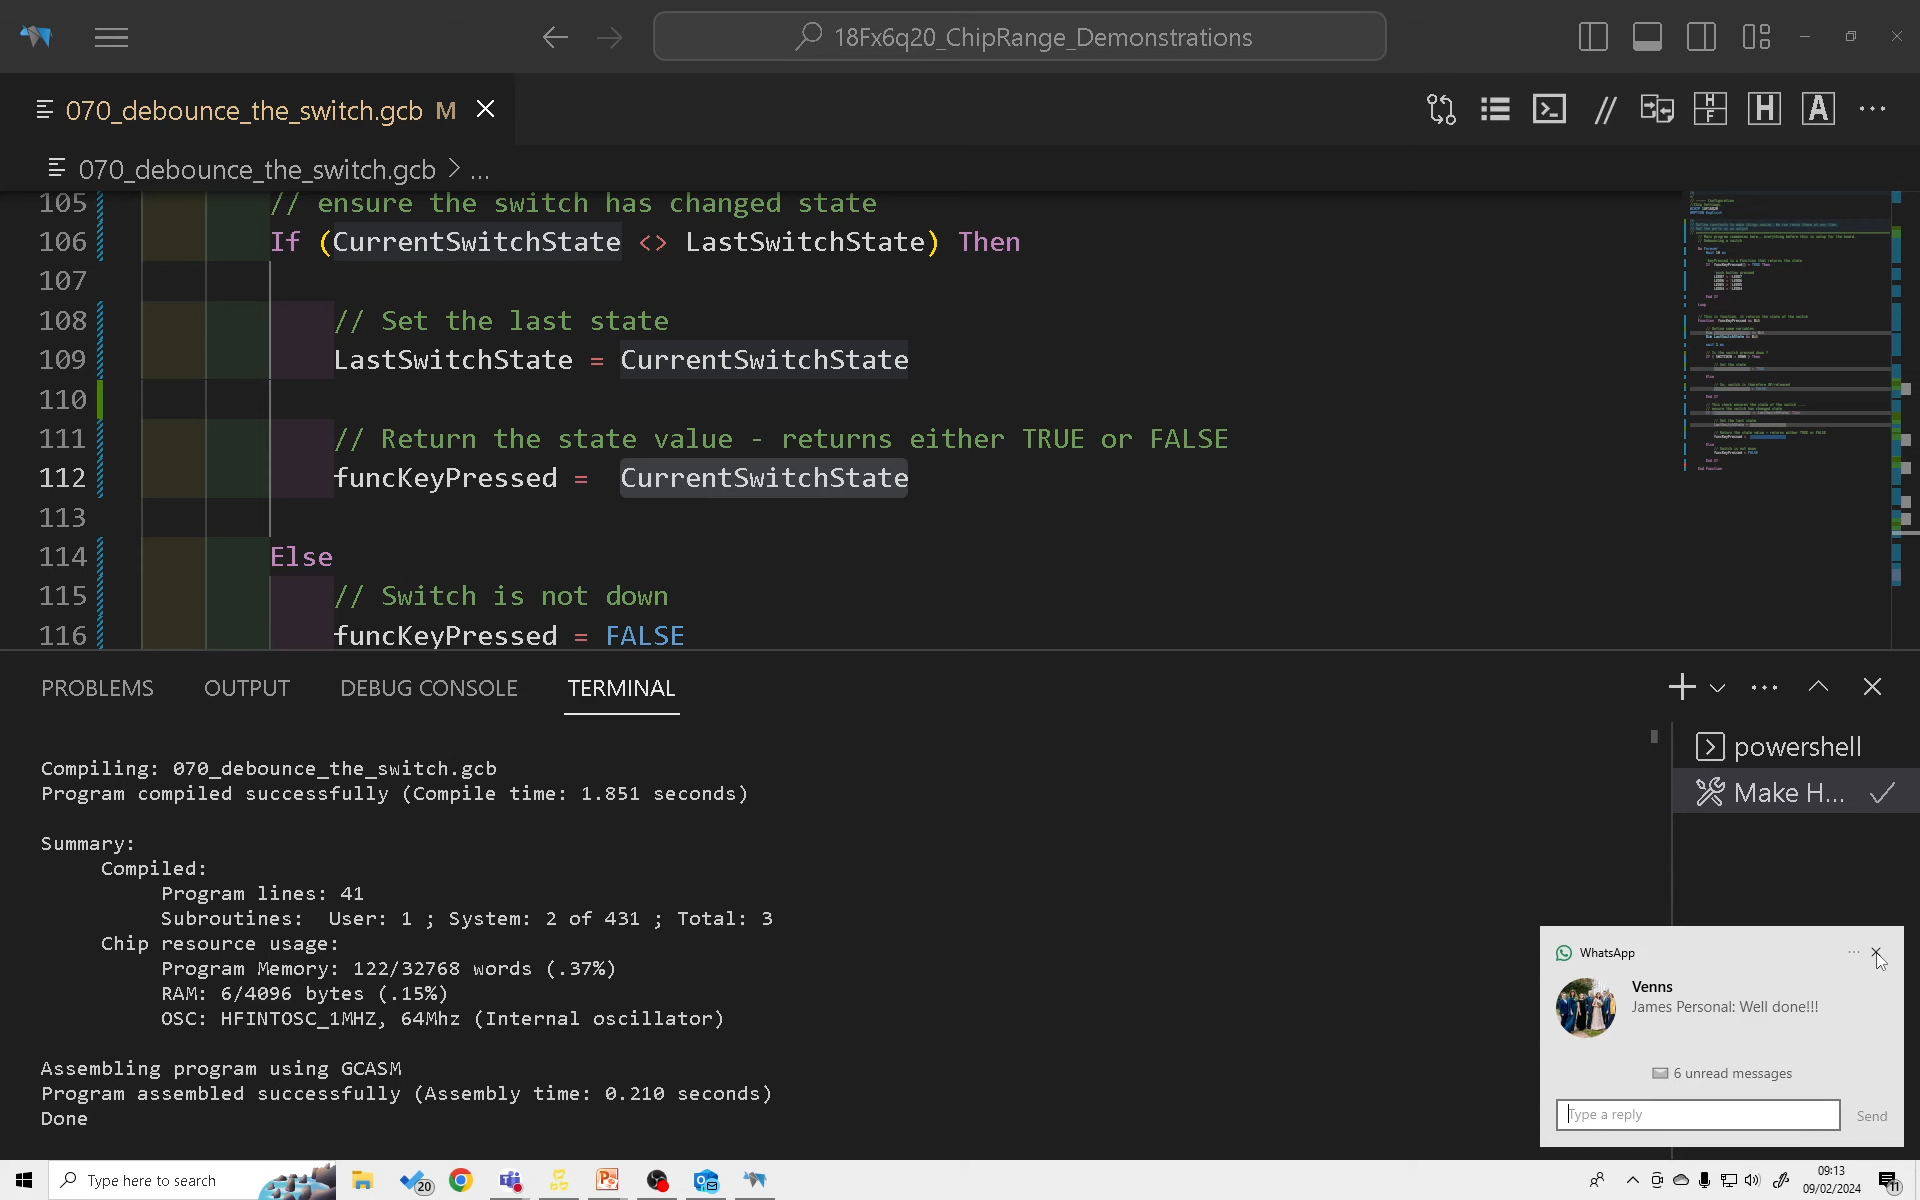 18Fx6q20_ChipRange_Demonstrations
070_debounce_the_switch.gcb M
070_debounce_the_switch.gcb > ...
105 // ensure the switch has changed state
106 If (CurrentSwitchState <> LastSwitchState) Then
107
108 // Set the last state
109 LastSwitchState = CurrentSwitchState
110
111 // Return the state value - returns either TRUE or FALSE
112 funcKeyPressed = CurrentSwitchState
113
114 Else
115 // Switch is not down
116 funcKeyPressed = FALSE
PROBLEMS OUTPUT DEBUG CONSOLE TERMINAL
powershell
Make H...
Compiling: 070_debounce_the_switch.gcb
Program compiled successfully (Compile time: 1.851 seconds)
Summary:
Compiled:
Program lines: 41
Subroutines: User: 1 ; System: 2 of 431 ; Total: 3
Chip resource usage:
Program Memory: 122/32768 words (.37%)
RAM: 6/4096 bytes (.15%)
OSC: HFINTOSC_1MHZ, 64Mhz (Internal oscillator)
Assembling program using GCASM
Program assembled successfully (Assembly time: 0.210 seconds)
Done
WhatsApp
Venns
James Personal: Well done!!!
6 unread messages
Type a reply
Send
Type here to search
20
09:13
09/02/2024
11